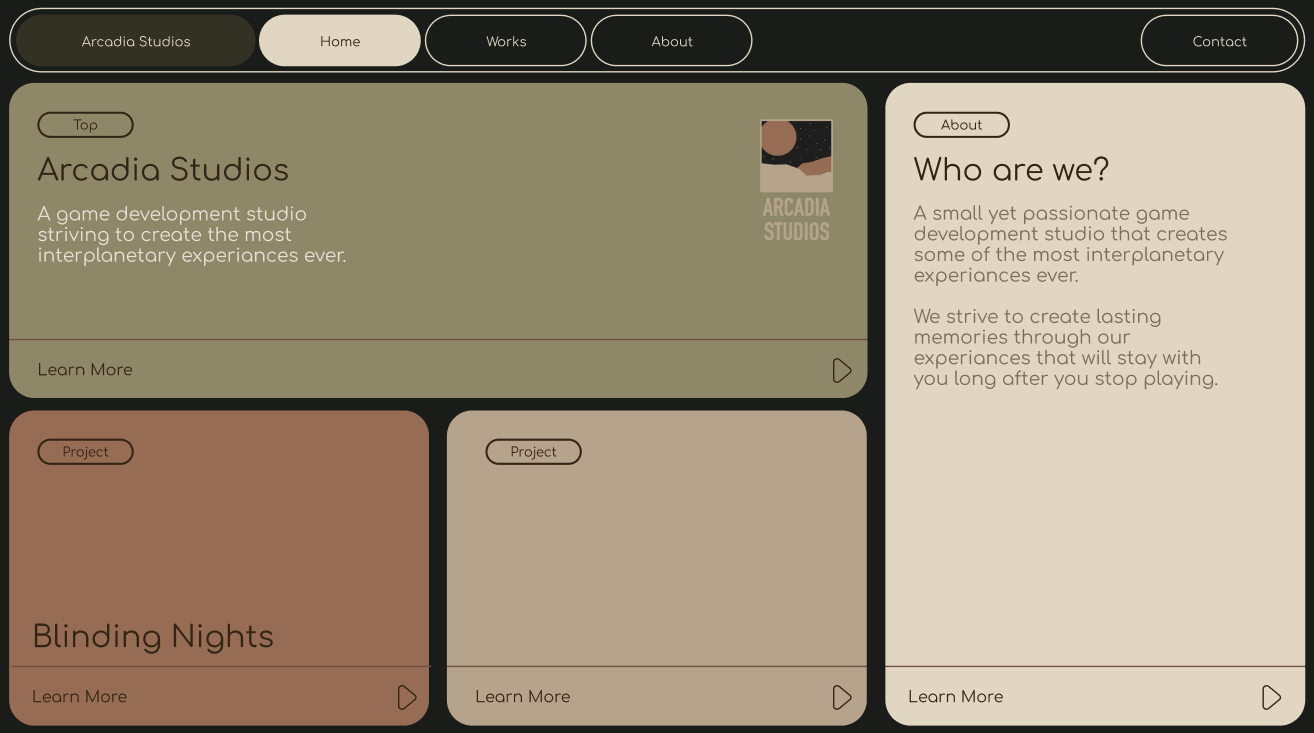 Arcadia Studios
Home
Works
About
Contact
Top
Arcadia Studios
A game development studio
striving to create the most
interplanetary experiances ever.
ARCADIA
STUDIOS
Learn More
About
Who are we?
A small yet passionate game
development studio that creates
some of the most interplanetary
experiances ever.
We strive to create lasting
memories through our
experiances that will stay with
you long after you stop playing.
Project
Blinding Nights
Learn More
Project
Learn More
Learn More